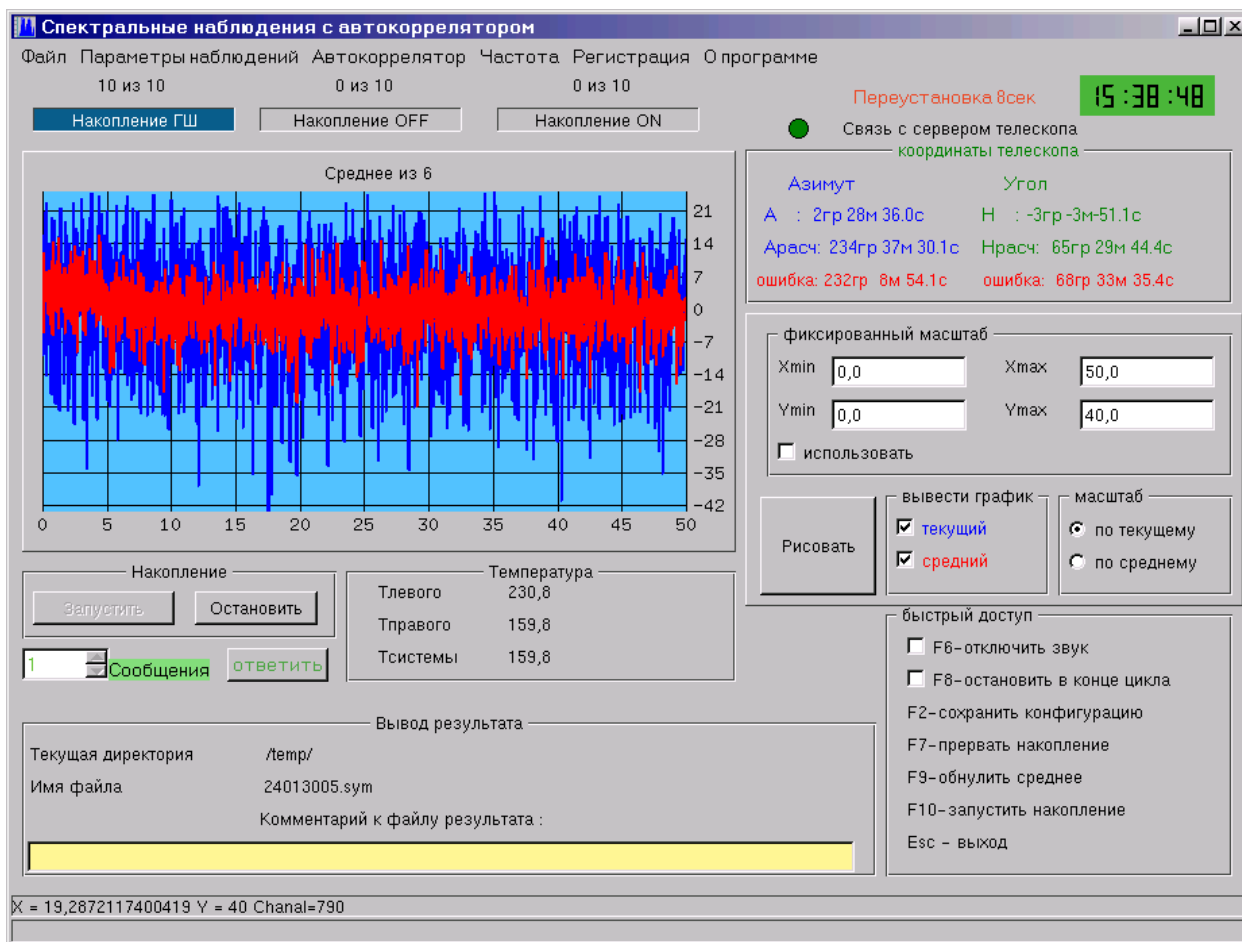 Спектральные наблюдения с автокоррелятором
Файл Параметры наблюдений Автокоррелятор Частота Регистрация О программе
10 из 10 0 из 10 0 из 10
Накопление ГШ Накопление OFF Накопление ON
Переустановка 8сек 15:38:48
Связь с сервером телескопа
координаты телескопа
Азимут Угол
А : 2гр 28м 36.0с Н : -3гр -3м-51.1с
Арасч: 234гр 37м 30.1с Нрасч: 65гр 29м 44.4с
ошибка: 232гр 8м 54.1с ошибка: 68гр 33м 35.4с
Среднее из 6
21
14
7
0
-7
-14
-21
-28
-35
-42
0 5 10 15 20 25 30 35 40 45 50
фиксированный масштаб
Xmin 0,0 Xmax 50,0
Ymin 0,0 Ymax 40,0
использовать
Рисовать
вывести график
текущий
средний
масштаб
по текущему
по среднему
Накопление
Запустить Остановить
1 Сообщения ответить
Температура
Тлевого 230,8
Тправого 159,8
Тсистемы 159,8
быстрый доступ
F6-отключить звук
F8-остановить в конце цикла
F2-сохранить конфигурацию
F7-прервать накопление
F9-обнулить среднее
F10-запустить накопление
Esc - выход
Вывод результата
Текущая директория /temp/
Имя файла 24013005.sym
Комментарий к файлу результата :
X = 19,2872117400419 Y = 40 Chanal=790